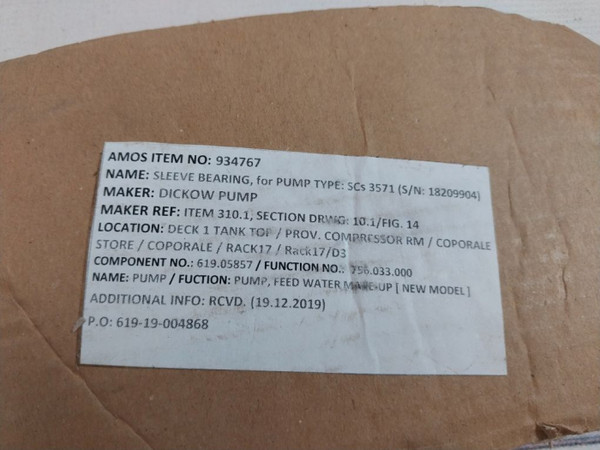 AMOS ITEM NO: 934767
NAME: SLEEVE BEARING, for PUMP TYPE: SCs 3571 (S/N: 18209904)
MAKER: DICKOW PUMP
MAKER REF: ITEM 310.1, SECTION DRWG: 10.1/FIG. 14
LOCATION: DECK 1 TANK TOP / PROV. COMPRESSOR RM / COPORALE
STORE / COPORALE / RACK17 / Rack17/D3
COMPONENT NO.: 619.05857 / FUNCTION NO.: 756.033.000
NAME: PUMP / FUCTION: PUMP, FEED WATER MAKE-UP [ NEW MODEL ]
ADDITIONAL INFO: RCVD. (19.12.2019)
P.O: 619-19-004868